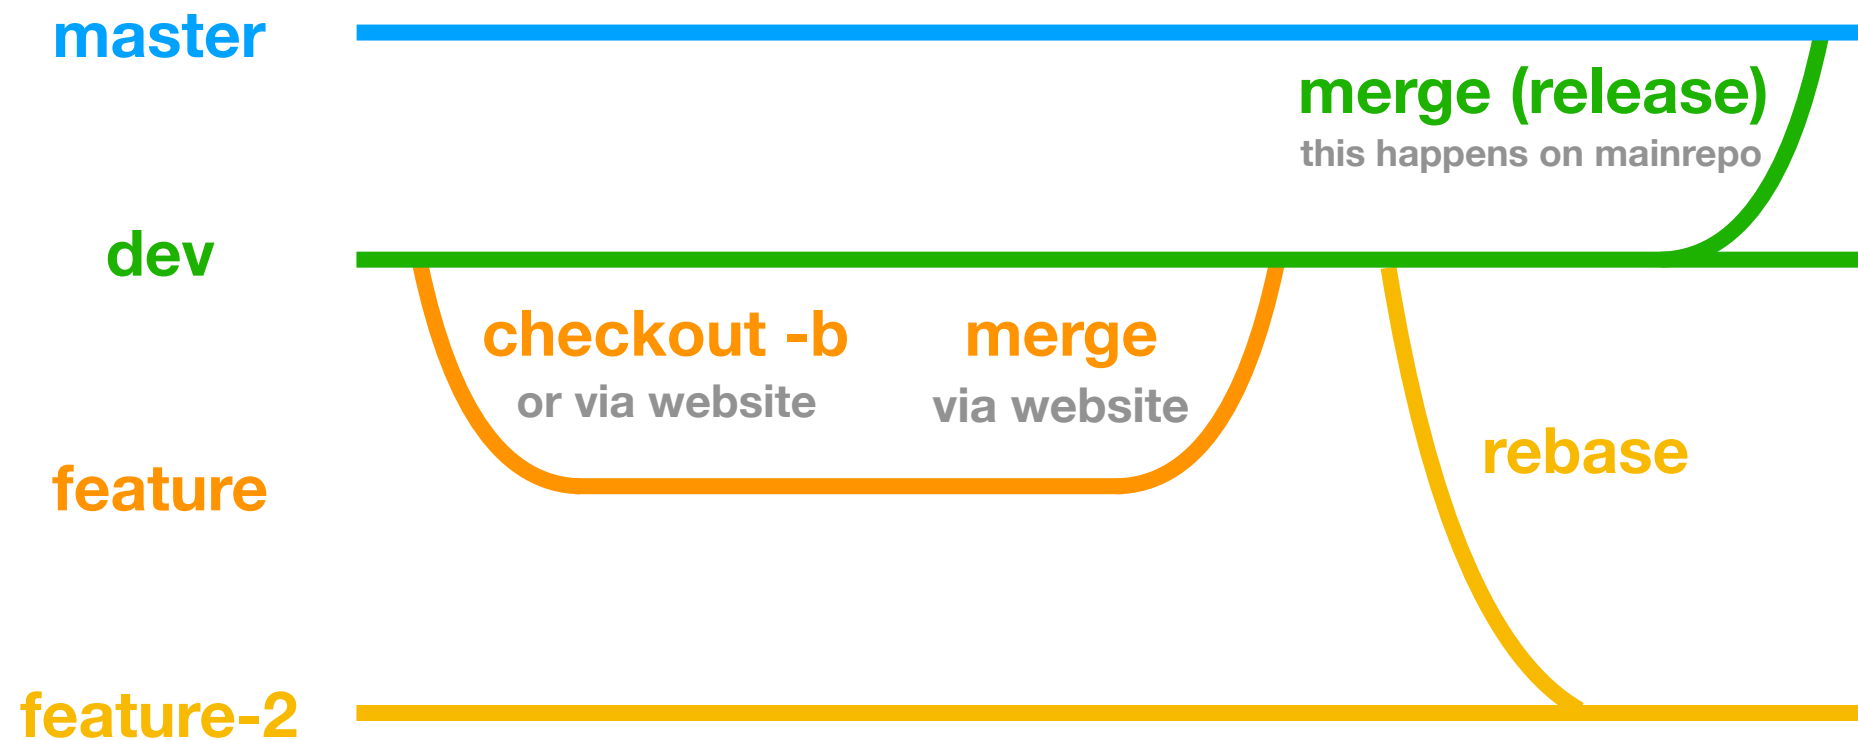 master
merge (release)
this happens on mainrepo
dev
checkout -b
or via website
merge
via website
feature
rebase
feature-2